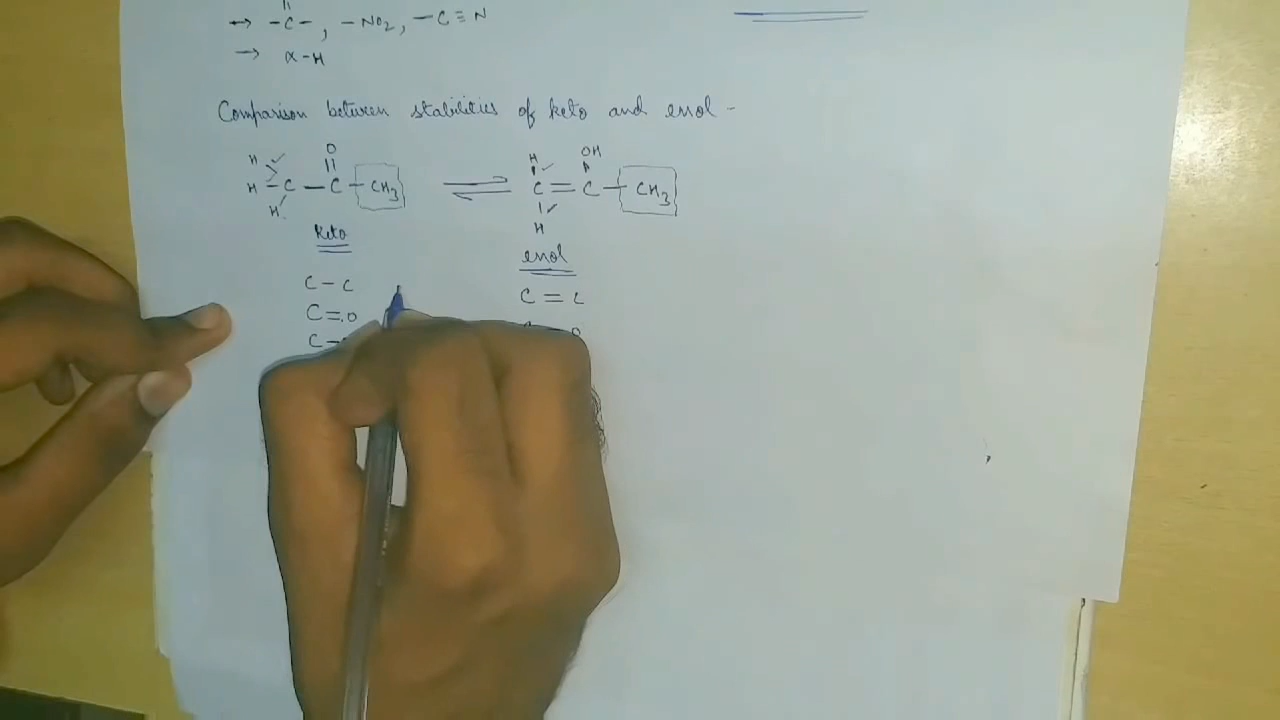 → -C-, -NO2, -C≡N
→ α-H
Comparison between stabilities of keto and enol -
H O H OH
H -C-C-CH3 ⇌ C=C-CH3
H H
keto
enol
C-C
C=C
C=O
O
C-